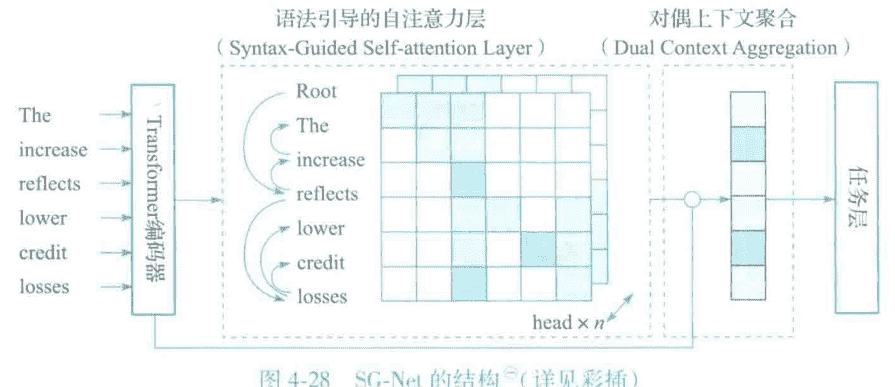 语法引导的自注意力层
(Syntax-Guided Self-attention Layer)
对偶上下文聚合
(Dual Context Aggregation)
The
increase
reflects
lower
credit
losses
Transformer编码器
Root
The
increase
reflects
lower
credit
losses
head × n
任务层
图 4-28 SG-Net 的结构㊀(详见彩插)